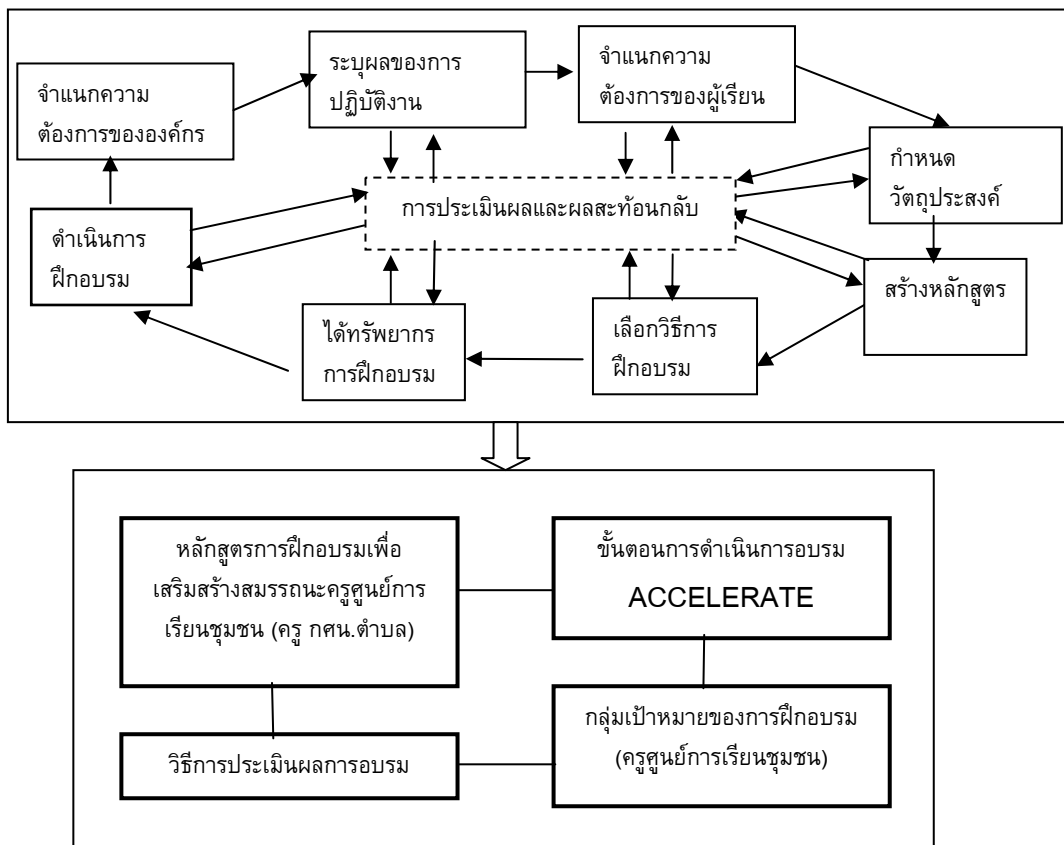 จำแนกความ
ต้องการขององค์กร
ระบุผลของการ
ปฏิบัติงาน
จำแนกความ
ต้องการของผู้เรียน
กำหนด
วัตถุประสงค์
การประเมินผลและผลสะท้อนกลับ
ดำเนินการ
ฝึกอบรม
สร้างหลักสูตร
ได้ทรัพยากร
การฝึกอบรม
เลือกวิธีการ
ฝึกอบรม
หลักสูตรการฝึกอบรมเพื่อ
เสริมสร้างสมรรถนะครูศูนย์การ
เรียนชุมชน (ครู กศน.ตำบล)
ขั้นตอนการดำเนินการอบรม
ACCELERATE
วิธีการประเมินผลการอบรม
กลุ่มเป้าหมายของการฝึกอบรม
(ครูศูนย์การเรียนชุมชน)